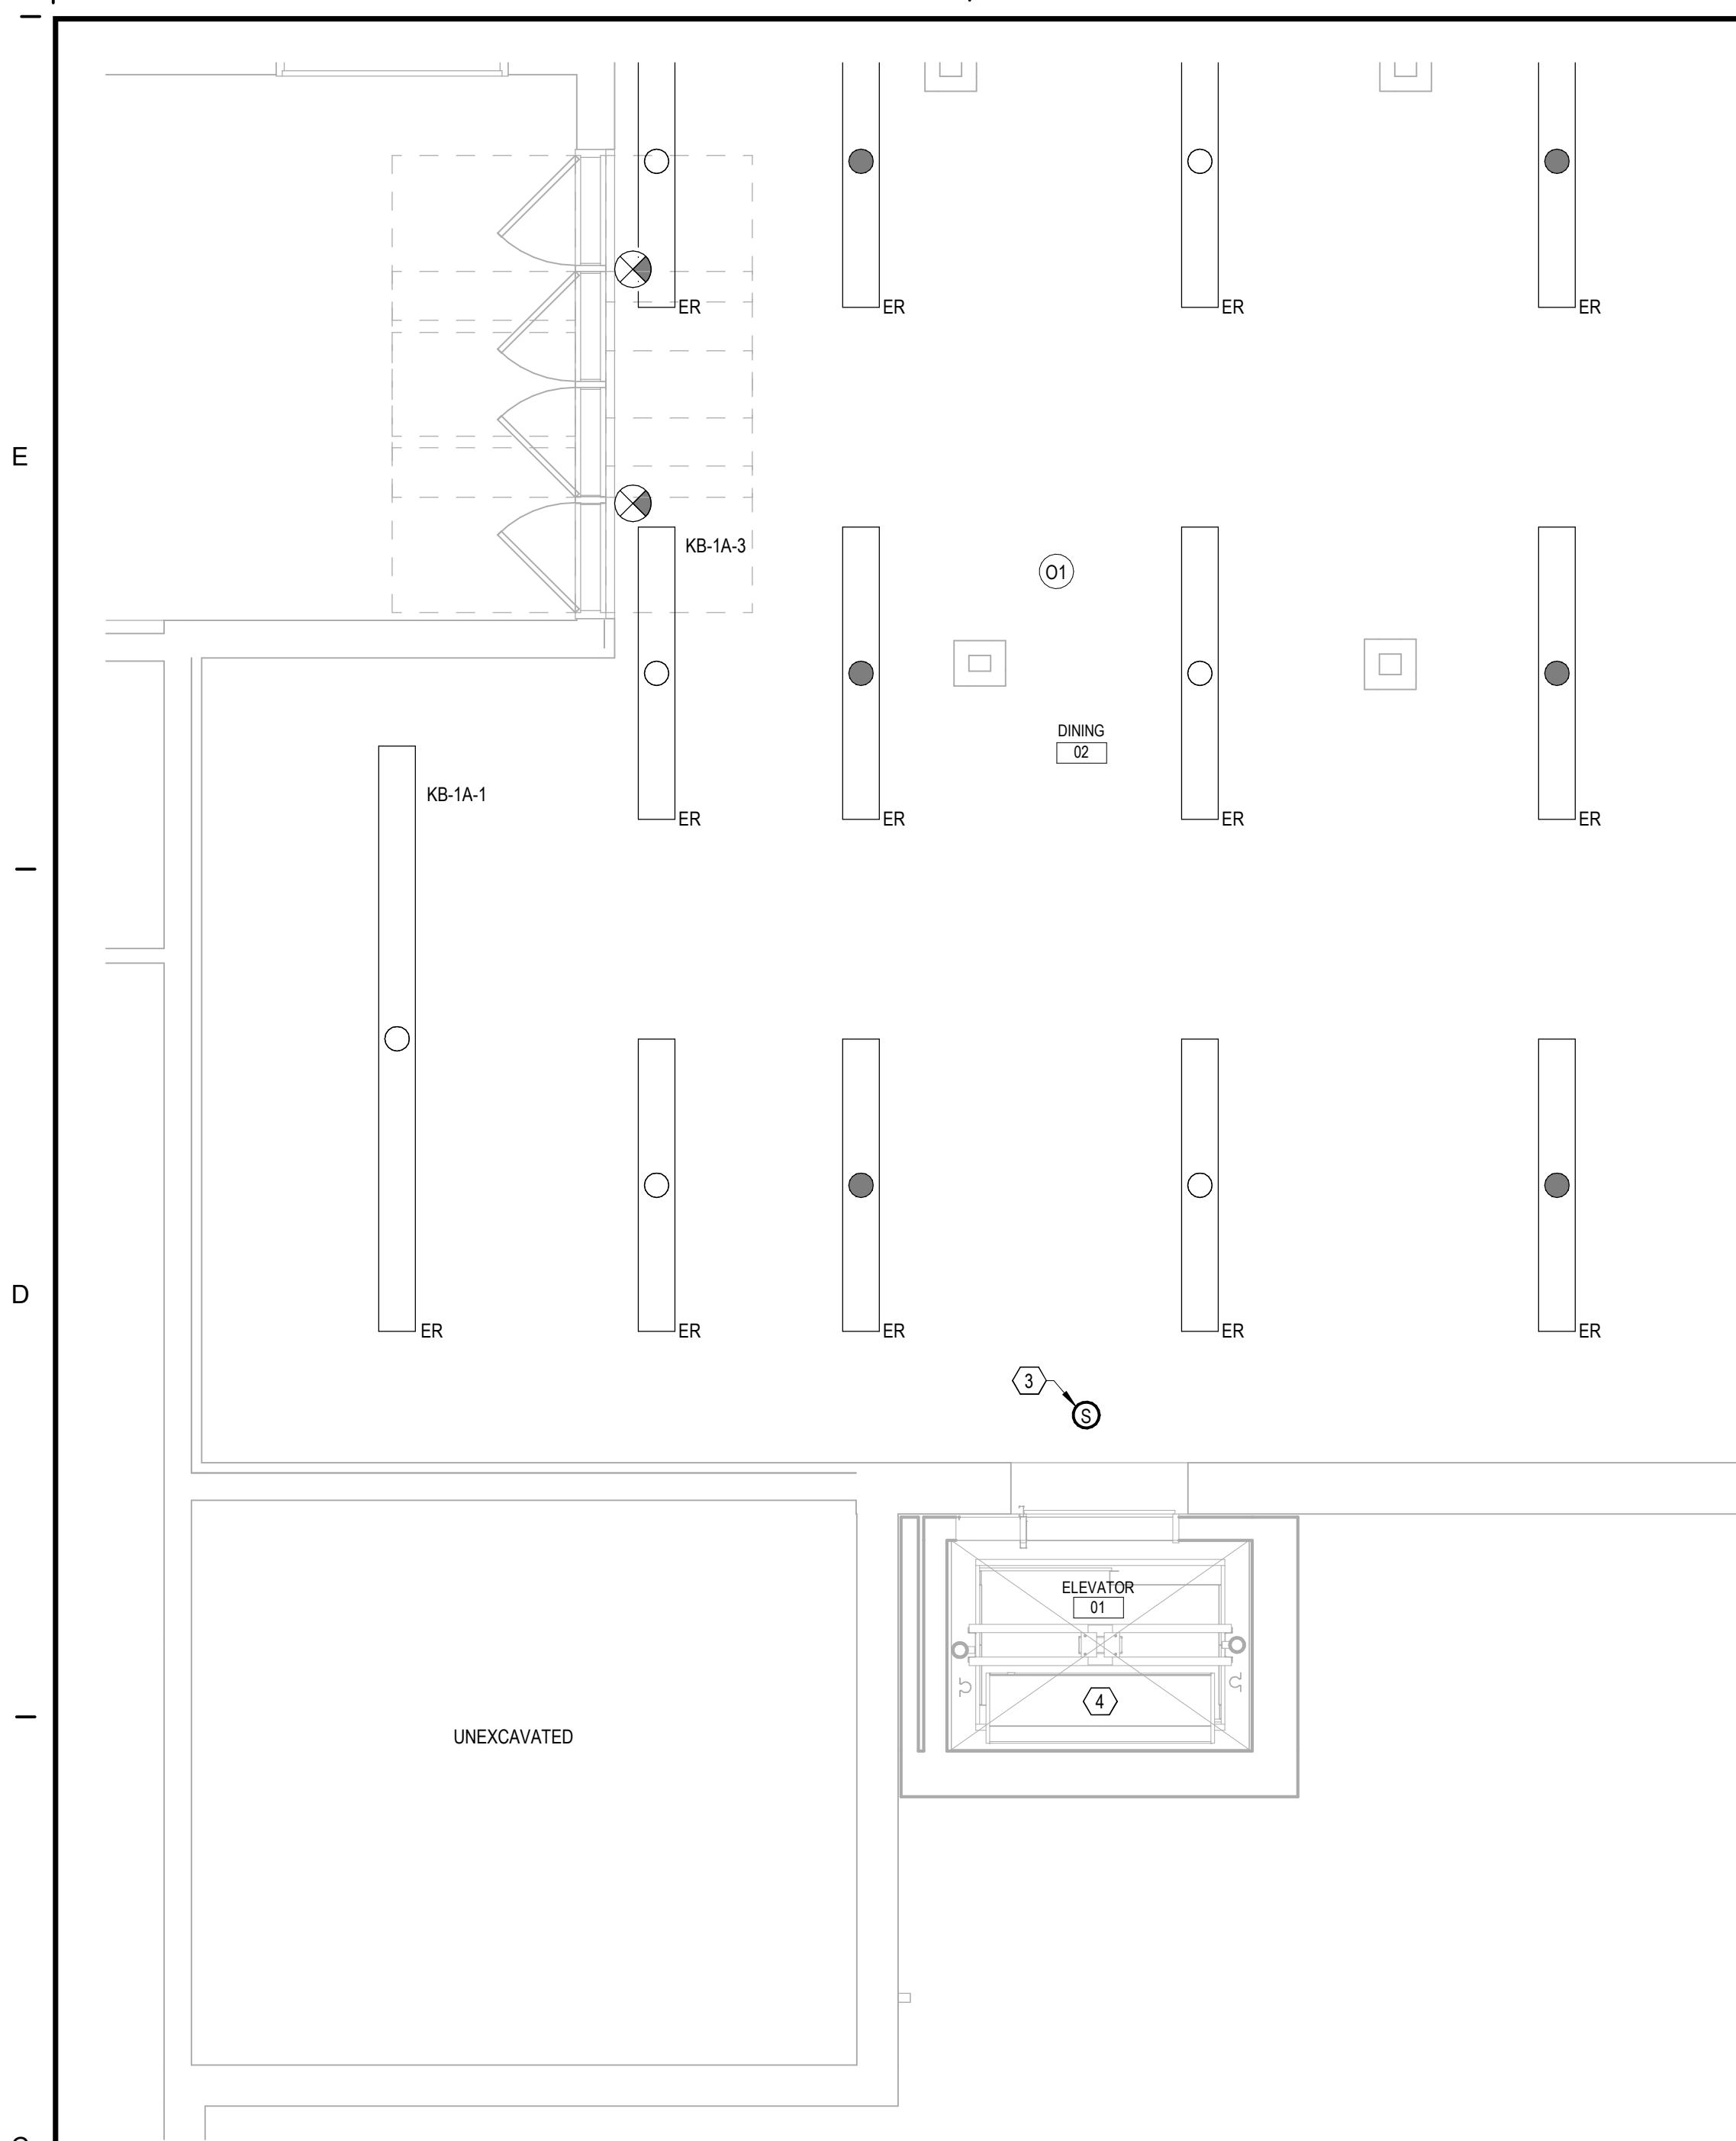 ER ER ER ER
E
KB-1A-3
O1
DINING
02
KB-1A-1
ER ER ER ER
D
ER ER ER ER ER
3
S
ELEVATOR
01
4
UNEXCAVATED